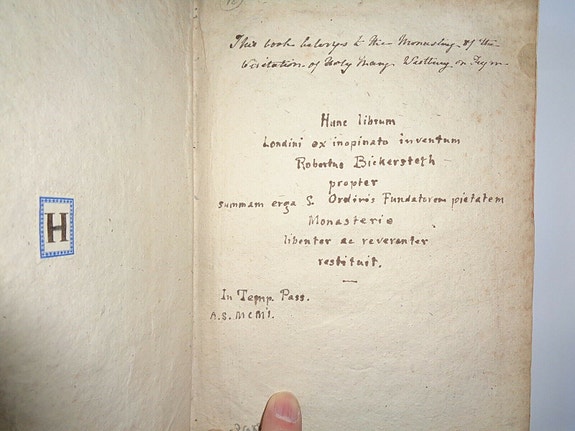 This book belongs to the Monastery of the
Visitation of Holy Mary Westbury on Trym
H
Hunc librum
Londini ex inopinato inventum
Robertus Bickersteth
propter
summam erga S. Ordinis Fundatorem pietatem
Monasterio
libenter ac reverenter
restituit.
In Temp. Pass.
A.S. MCMI.